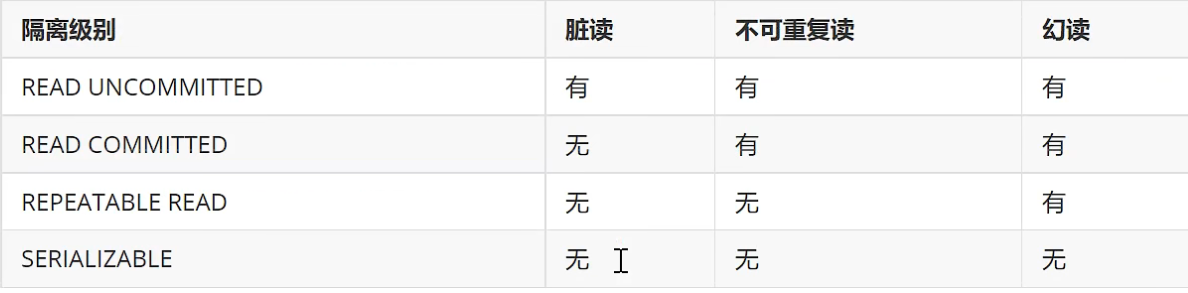 隔离级别 脏读 不可重复读 幻读
READ UNCOMMITTED 有 有 有
READ COMMITTED 无 有 有
REPEATABLE READ 无 无 有
SERIALIZABLE 无 无 无